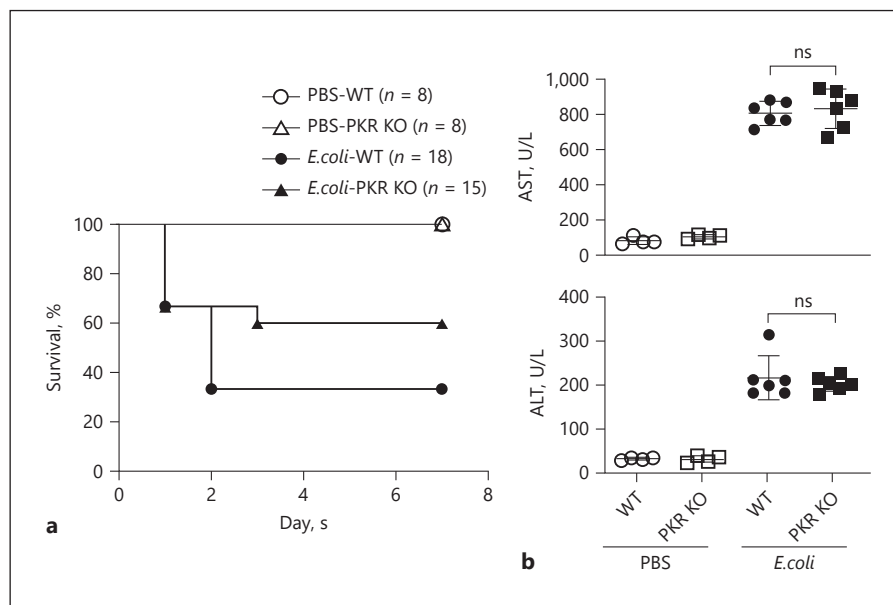 PBS-WT (n = 8)
PBS-PKR KO (n = 8)
E.coli-WT (n = 18)
E.coli-PKR KO (n = 15)
100
80
60
40
20
0
Survival, %
0
2
4
6
8
Day, s
a
ns
1,000
800
600
400
200
0
AST, U/L
ns
400
300
200
100
0
ALT, U/L
WT
PKR KO
WT
PKR KO
PBS
E.coli
b